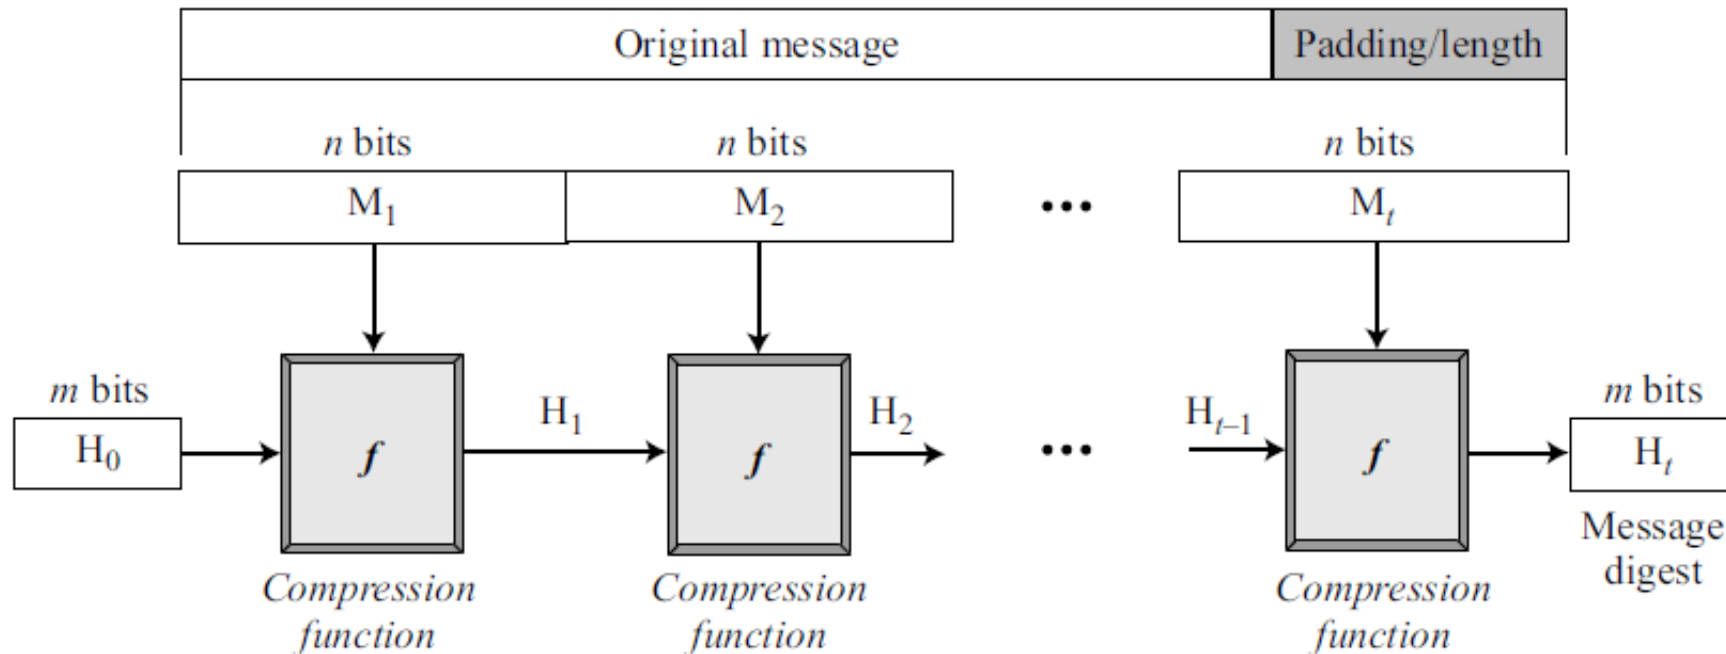 Original message Padding/length
n bits n bits n bits
M₁ M₂ ••• Mₜ
m bits H₁ H₂ Hₜ₋₁ m bits
H₀ f f ••• f Hₜ
Message
digest
Compression
function
Compression
function
Compression
function